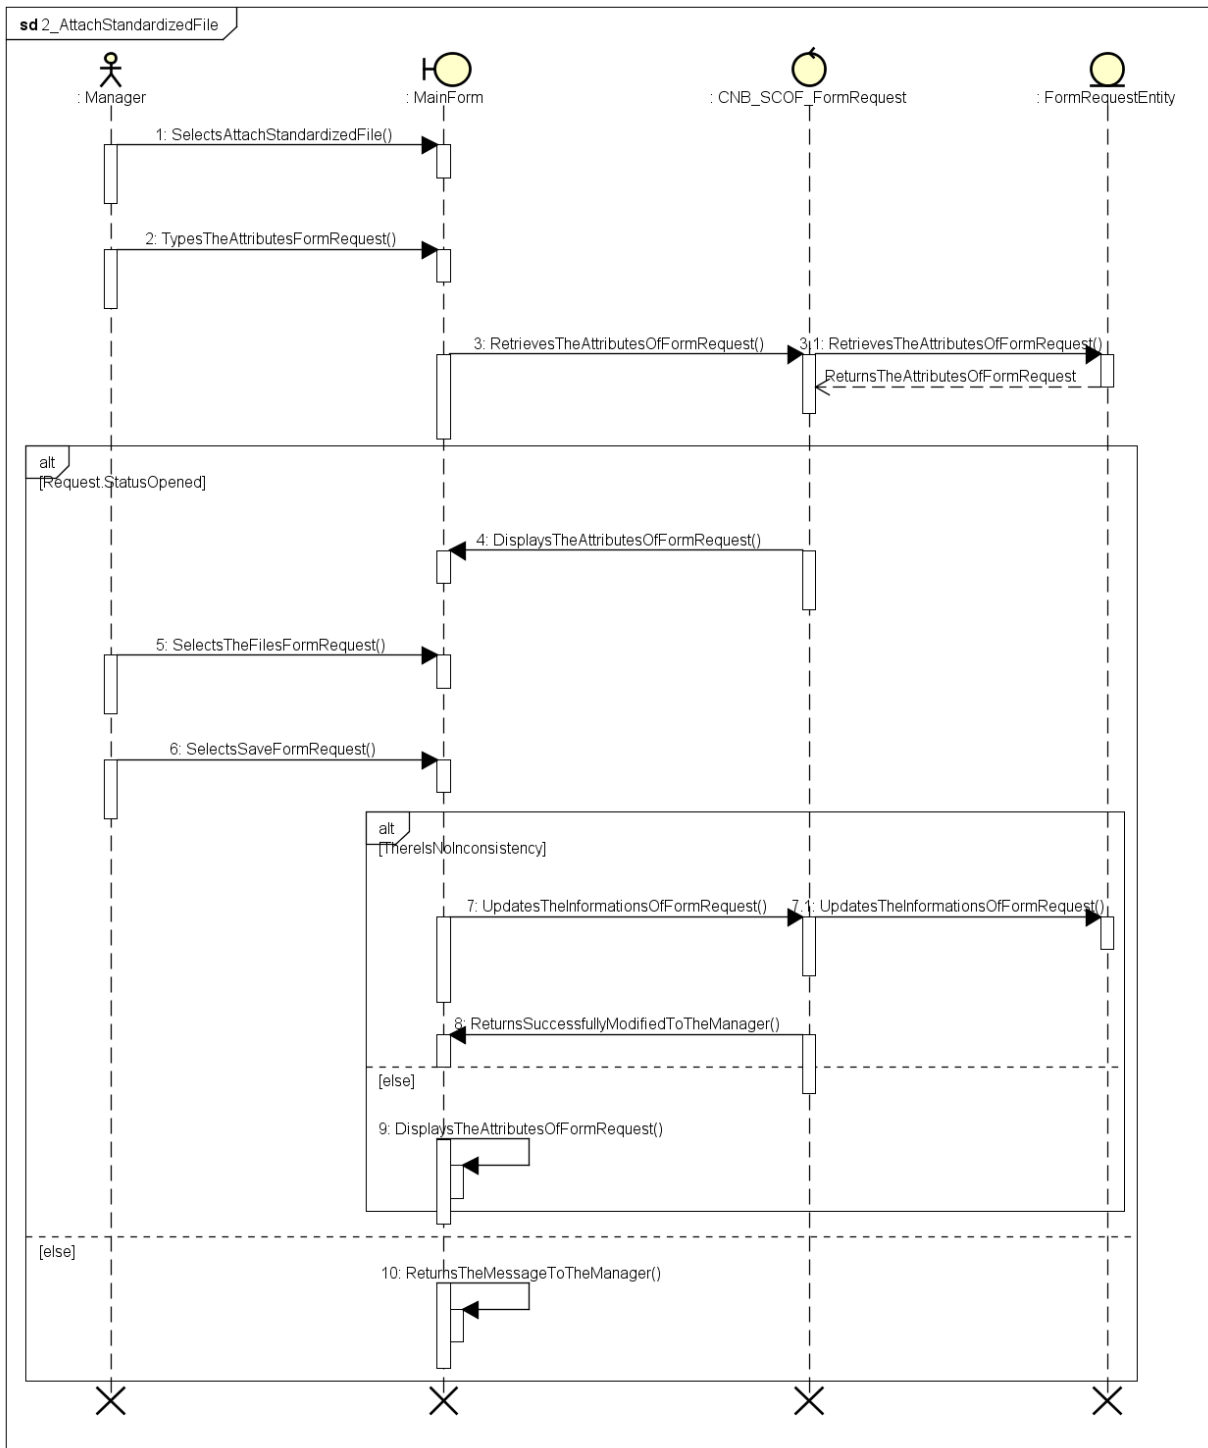 sd 2_AttachStandardizedFile
: Manager
: MainForm
: CNB_SCOF_FormRequest
: FormRequestEntity
1: SelectsAttachStandardizedFile()
2: TypesTheAttributesFormRequest()
3: RetrievesTheAttributesOfFormRequest()
3.1: RetrievesTheAttributesOfFormRequest()
ReturnsTheAttributesOfFormRequest
alt
[Request.StatusOpened]
4: DisplaysTheAttributesOfFormRequest()
5: SelectsTheFilesFormRequest()
6: SelectsSaveFormRequest()
alt
[ThereIsNoInconsistency]
7: UpdatesTheInformationsOfFormRequest()
7.1: UpdatesTheInformationsOfFormRequest()
8: ReturnsSuccessfullyModifiedToTheManager()
[else]
9: DisplaysTheAttributesOfFormRequest()
[else]
10: ReturnsTheMessageToTheManager()